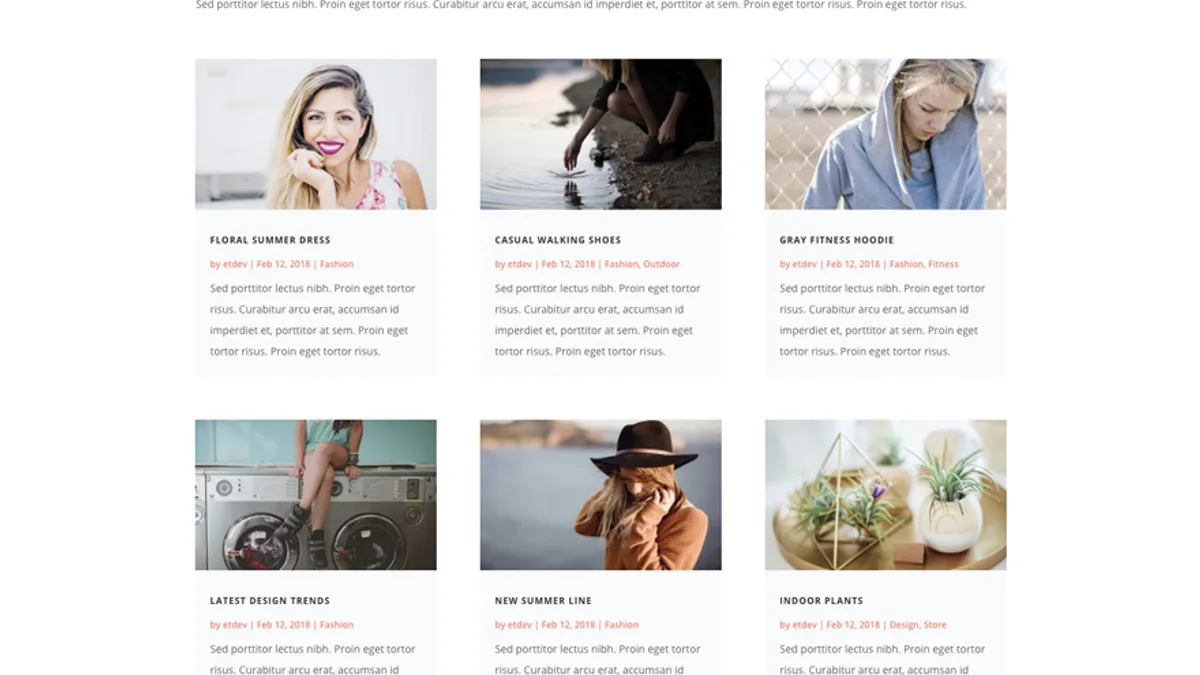 Sed porttitor lectus nibh. Proin eget tortor risus. Curabitur arcu erat, accumsan id imperdiet et, porttitor at sem. Proin eget tortor risus. Proin eget tortor risus.
FLORAL SUMMER DRESS
by etdev | Feb 12, 2018 | Fashion
Sed porttitor lectus nibh. Proin eget tortor
risus. Curabitur arcu erat, accumsan id
imperdiet et, porttitor at sem. Proin eget
tortor risus. Proin eget tortor risus.
CASUAL WALKING SHOES
by etdev | Feb 12, 2018 | Fashion, Outdoor
Sed porttitor lectus nibh. Proin eget tortor
risus. Curabitur arcu erat, accumsan id
imperdiet et, porttitor at sem. Proin eget
tortor risus. Proin eget tortor risus.
GRAY FITNESS HOODIE
by etdev | Feb 12, 2018 | Fashion, Fitness
Sed porttitor lectus nibh. Proin eget tortor
risus. Curabitur arcu erat, accumsan id
imperdiet et, porttitor at sem. Proin eget
tortor risus. Proin eget tortor risus.
LATEST DESIGN TRENDS
by etdev | Feb 12, 2018 | Fashion
Sed porttitor lectus nibh. Proin eget tortor
risus. Curabitur arcu erat, accumsan id
NEW SUMMER LINE
by etdev | Feb 12, 2018 | Fashion
Sed porttitor lectus nibh. Proin eget tortor
risus. Curabitur arcu erat, accumsan id
INDOOR PLANTS
by etdev | Feb 12, 2018 | Design, Store
Sed porttitor lectus nibh. Proin eget tortor
risus. Curabitur arcu erat, accumsan id